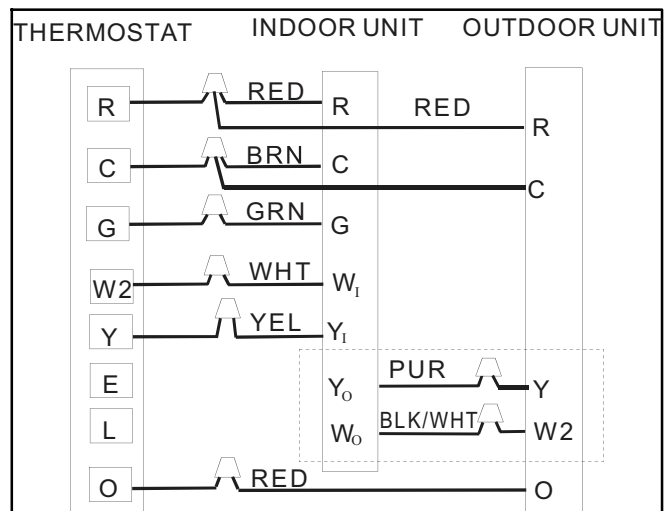 THERMOSTAT INDOOR UNIT OUTDOOR UNIT
R RED R RED R
C BRN C C
G GRN G
W2 WHT WI
Y YEL YI
E YO PUR Y
L WO BLK/WHT W2
O RED O